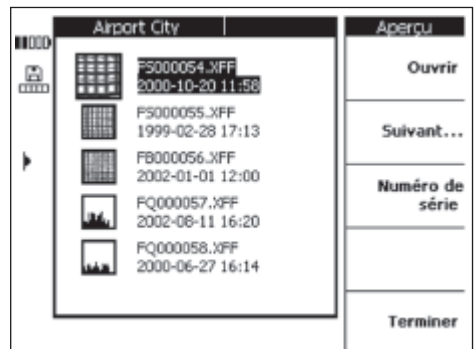 Airport City
FS000054.XFF
2000-10-20 11:58
FS000055.XFF
1999-02-28 17:13
FB000056.XFF
2002-01-01 12:00
FQ000057.XFF
2002-08-11 16:20
FQ000058.XFF
2000-06-27 16:14
Aperçu
Ouvrir
Suivant...
Numéro de
série
Terminer